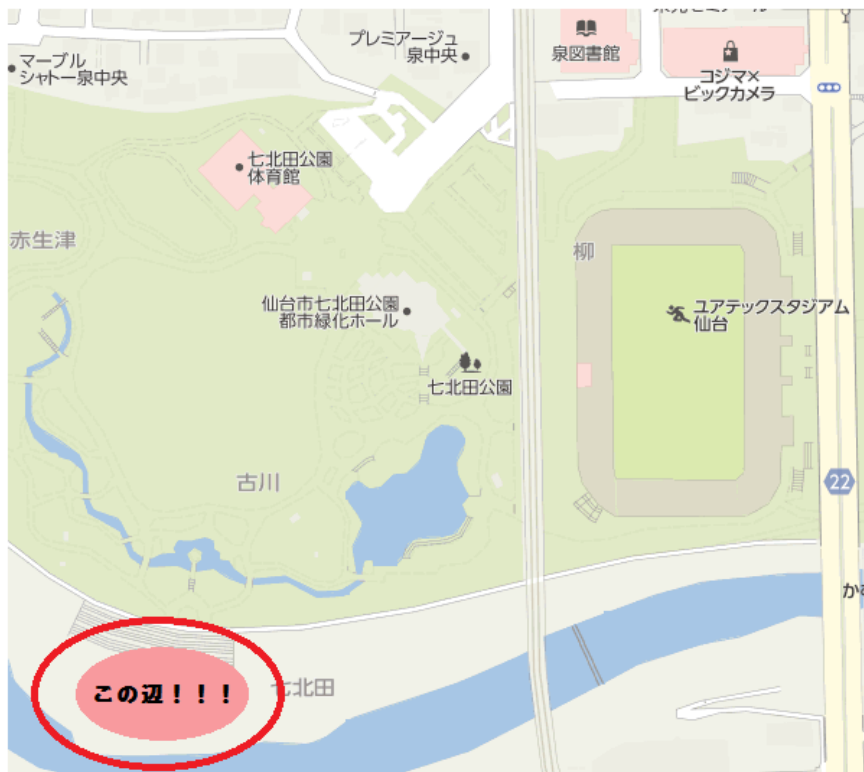 マーブル
シャトー泉中央
プレミアージュ
泉中央
泉図書館
コジマ×
ビックカメラ
七北田公園
体育館
赤生津
柳
仙台市七北田公園
都市緑化ホール
ユアテックスタジアム
仙台
七北田公園
古川
22
か
この辺!!!
七北田